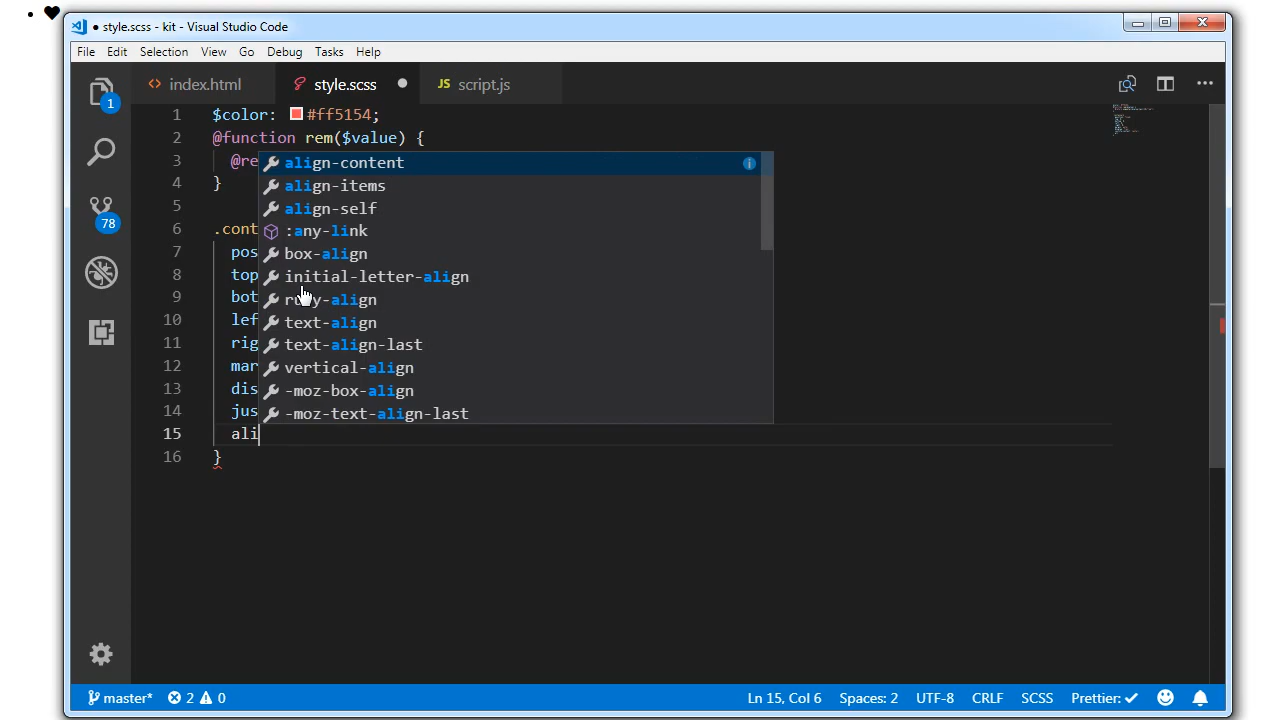 ● style.scss - kit - Visual Studio Code
File Edit Selection View Go Debug Tasks Help
1
<> index.html
style.scss ●
JS script.js
1 $color: #ff5154;
2 @function rem($value) {
3 @re
4 }
5
6 .cont
7 pos
8 top
9 bot
10 lef
11 rig
12 mar
13 dis
14 jus
15 ali
16 }
align-content
align-items
align-self
:any-link
box-align
initial-letter-align
ruby-align
text-align
text-align-last
vertical-align
-moz-box-align
-moz-text-align-last
78
master* 2 0 Ln 15, Col 6 Spaces: 2 UTF-8 CRLF SCSS Prettier: ✓